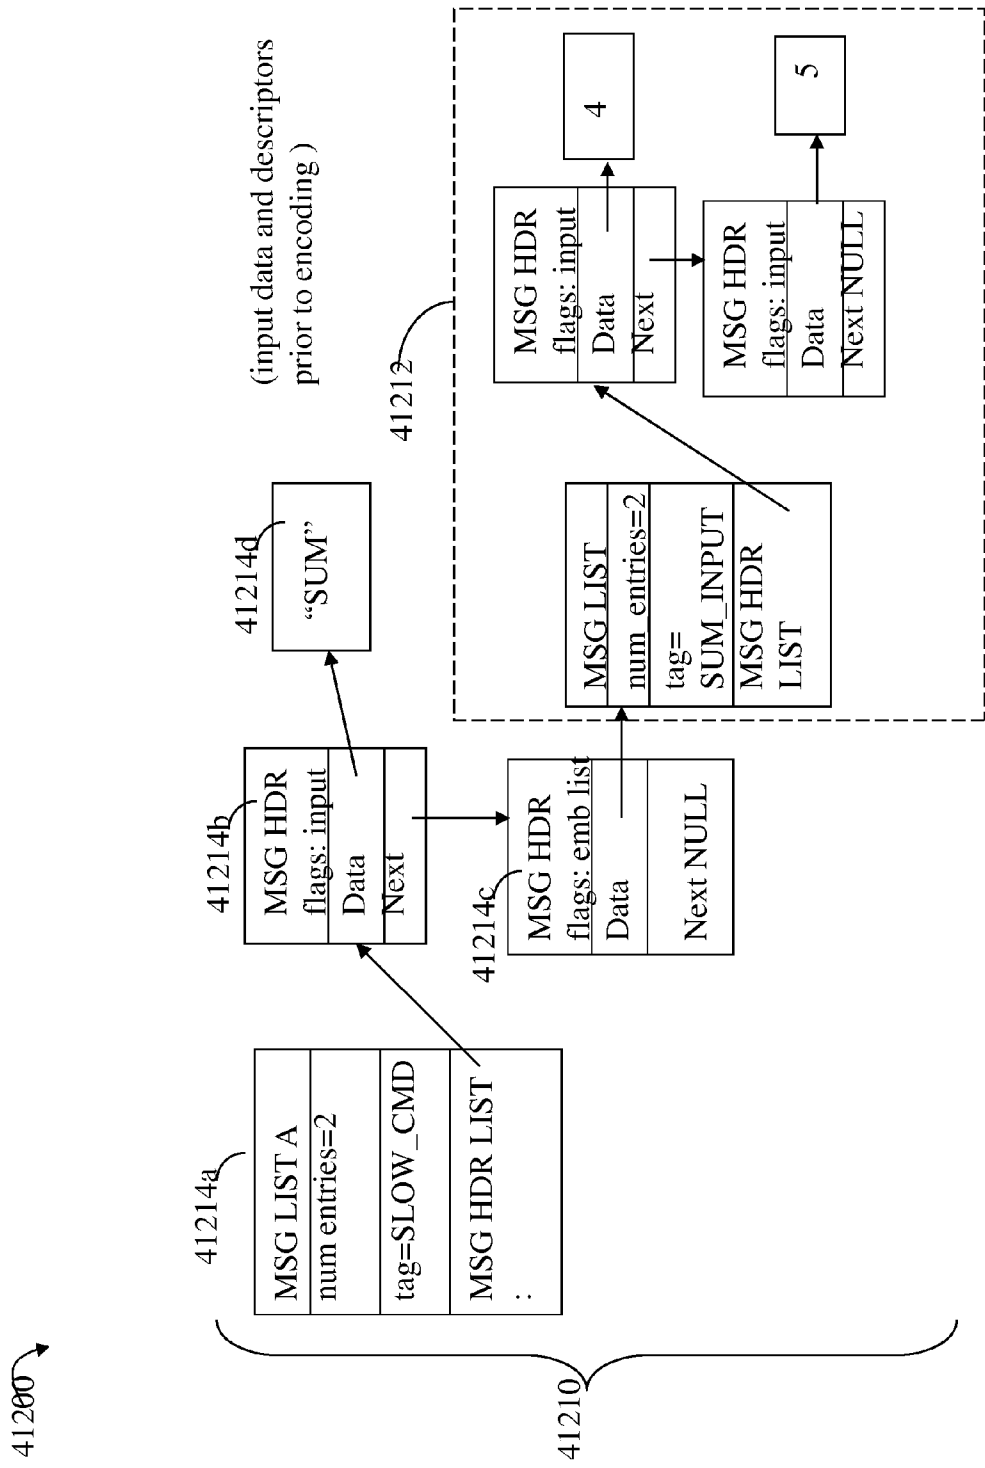 41200
(input data and descriptors
prior to encoding )
41210
41214a
MSG LIST A
num entries=2
tag=SLOW_CMD
MSG HDR LIST
:
41214b
MSG HDR
flags: input
Data
Next
41214d
“SUM”
41214c
MSG HDR
flags: emb list
Data
Next NULL
41212
MSG LIST
num_entries=2
tag=
SUM_INPUT
MSG HDR
LIST
MSG HDR
flags: input
Data
Next
4
MSG HDR
flags: input
Data
Next NULL
5